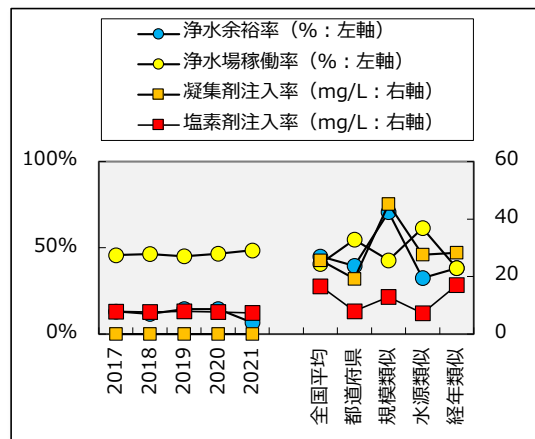 浄水余裕率（%：左軸）
浄水場稼働率（%：左軸）
凝集剤注入率（mg/L：右軸）
塩素剤注入率（mg/L：右軸）
100%
50%
0%
60
40
20
0
2017
2018
2019
2020
2021
全国平均
都道府県
規模類似
水源類似
経年類似